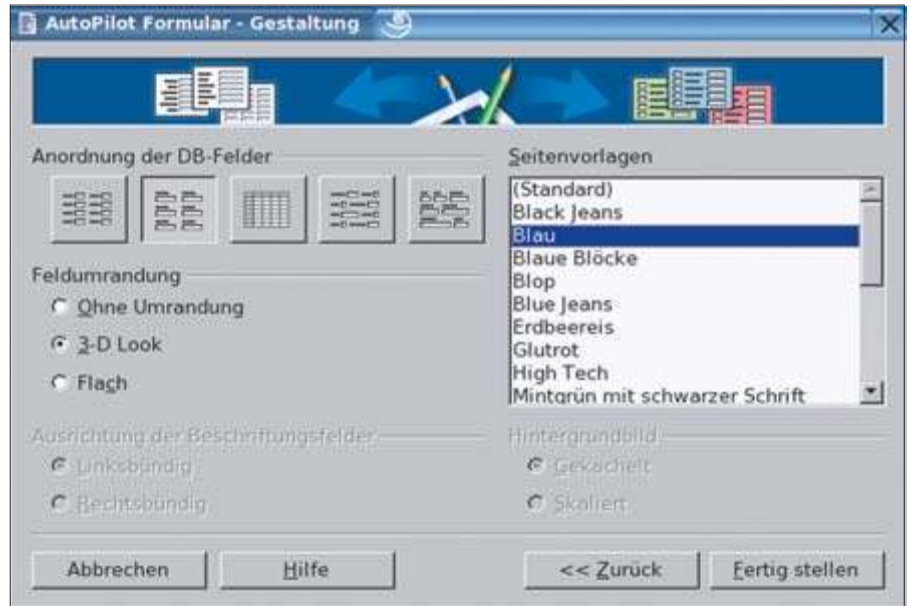 AutoPilot Formular - Gestaltung
Anordnung der DB-Felder
Feldumrandung
Ohne Umrandung
3-D Look
Flach
Ausrichtung der Beschriftungsfelder
Linksbündig
Rechtsbündig
Seitenvorlagen
(Standard)
Black Jeans
Blau
Blaue Blöcke
Blop
Blue Jeans
Erdbeereis
Glutrot
High Tech
Mintgrün mit schwarzer Schrift
Hintergrundbild
Gekachelt
Skaliert
Abbrechen
Hilfe
<< Zurück
Fertig stellen